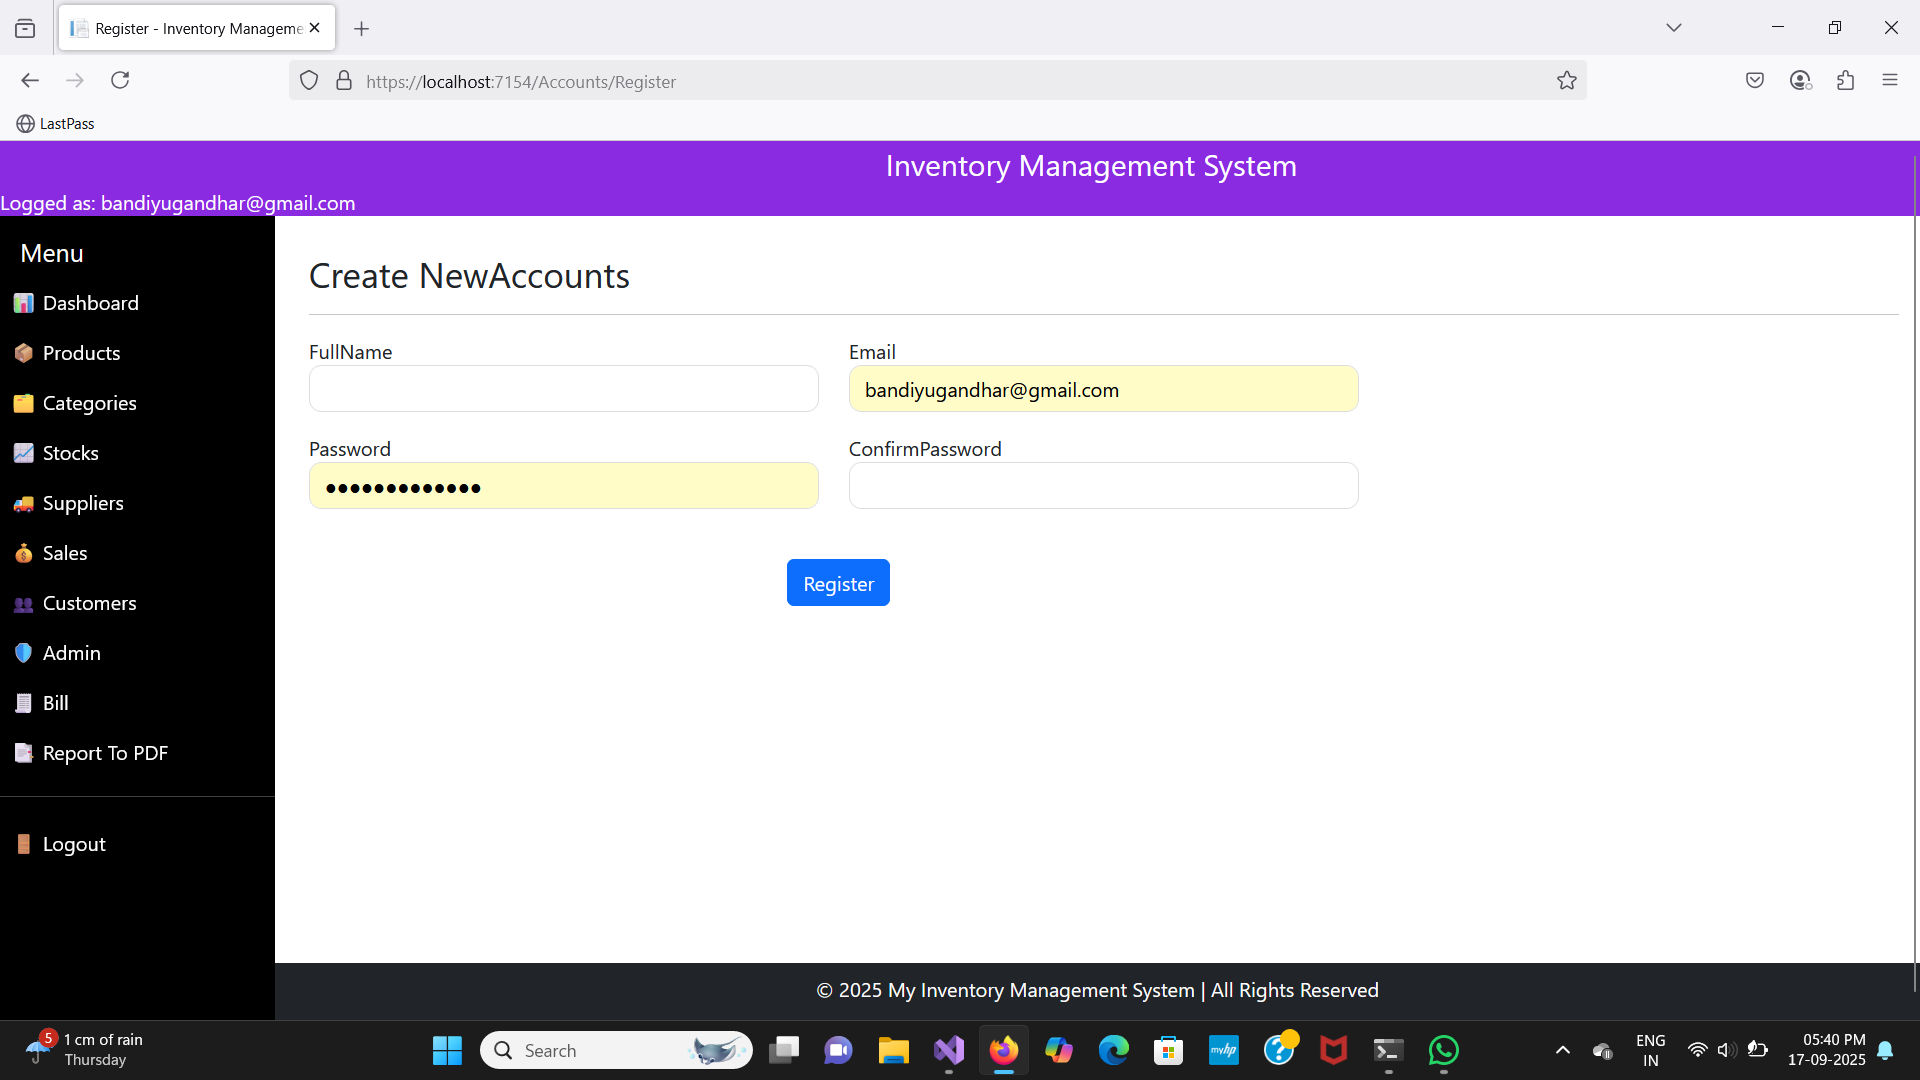 Register - Inventory Manageme
https://localhost:7154/Accounts/Register
LastPass
Inventory Management System
Logged as: bandiyugandhar@gmail.com
Menu
Dashboard
Products
Categories
Stocks
Suppliers
Sales
Customers
Admin
Bill
Report To PDF
Logout
Create NewAccounts
FullName
Email
bandiyugandhar@gmail.com
Password
ConfirmPassword
Register
© 2025 My Inventory Management System | All Rights Reserved
5
1 cm of rain
Thursday
Search
myhp
ENG
IN
05:40 PM
17-09-2025